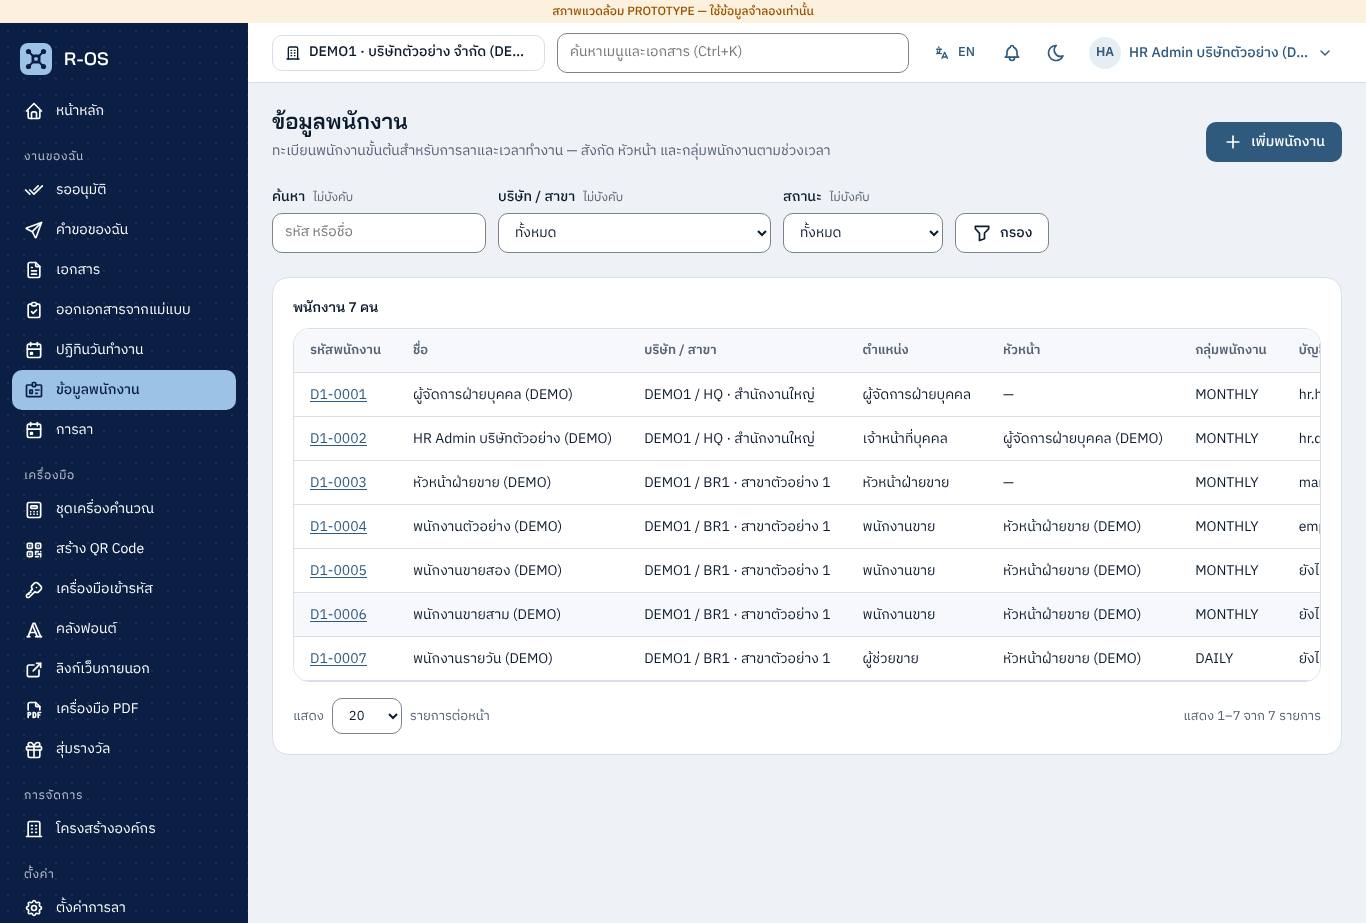 สภาพแวดล้อม PROTOTYPE — ใช้ข้อมูลจำลองเท่านั้น
R-OS
DEMO1 · บริษัทตัวอย่าง จำกัด (DE...
ค้นหาเมนูและเอกสาร (Ctrl+K)
EN
HA
HR Admin บริษัทตัวอย่าง (D...
หน้าหลัก
งานของฉัน
รออนุมัติ
คำขอของฉัน
เอกสาร
ออกเอกสารจากแม่แบบ
ปฏิทินวันทำงาน
ข้อมูลพนักงาน
การลา
เครื่องมือ
ชุดเครื่องคำนวณ
สร้าง QR Code
เครื่องมือเข้ารหัส
คลังฟอนต์
ลิงก์เว็บภายนอก
เครื่องมือ PDF
สุ่มรางวัล
การจัดการ
โครงสร้างองค์กร
ตั้งค่า
ตั้งค่าการลา
ข้อมูลพนักงาน
ทะเบียนพนักงานขั้นต้นสำหรับการลาและเวลาทำงาน — สังกัด หัวหน้า และกลุ่มพนักงานตามช่วงเวลา
เพิ่มพนักงาน
ค้นหา ไม่บังคับ บริษัท / สาขา ไม่บังคับ สถานะ ไม่บังคับ
รหัส หรือชื่อ ทั้งหมด ทั้งหมด กรอง
พนักงาน 7 คน
รหัสพนักงาน ชื่อ บริษัท / สาขา ตำแหน่ง หัวหน้า กลุ่มพนักงาน
D1-0001 ผู้จัดการฝ่ายบุคคล (DEMO) DEMO1 / HQ · สำนักงานใหญ่ ผู้จัดการฝ่ายบุคคล — MONTHLY
D1-0002 HR Admin บริษัทตัวอย่าง (DEMO) DEMO1 / HQ · สำนักงานใหญ่ เจ้าหน้าที่บุคคล ผู้จัดการฝ่ายบุคคล (DEMO) MONTHLY
D1-0003 หัวหน้าฝ่ายขาย (DEMO) DEMO1 / BR1 · สาขาตัวอย่าง 1 หัวหน้าฝ่ายขาย — MONTHLY
D1-0004 พนักงานตัวอย่าง (DEMO) DEMO1 / BR1 · สาขาตัวอย่าง 1 พนักงานขาย หัวหน้าฝ่ายขาย (DEMO) MONTHLY
D1-0005 พนักงานขายสอง (DEMO) DEMO1 / BR1 · สาขาตัวอย่าง 1 พนักงานขาย หัวหน้าฝ่ายขาย (DEMO) MONTHLY
D1-0006 พนักงานขายสาม (DEMO) DEMO1 / BR1 · สาขาตัวอย่าง 1 พนักงานขาย หัวหน้าฝ่ายขาย (DEMO) MONTHLY
D1-0007 พนักงานรายวัน (DEMO) DEMO1 / BR1 · สาขาตัวอย่าง 1 ผู้ช่วยขาย หัวหน้าฝ่ายขาย (DEMO) DAILY
แสดง 20 รายการต่อหน้า
แสดง 1–7 จาก 7 รายการ